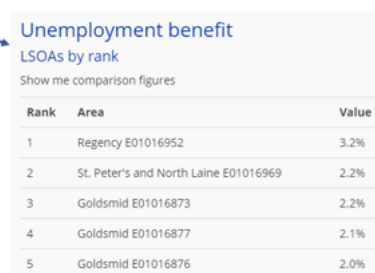 Unemployment benefit
LSOAs by rank
Show me comparison figures
Rank Area Value
1 Regency E01016952 3.2%
2 St. Peter's and North Laine E01016969 2.2%
3 Goldsmid E01016873 2.2%
4 Goldsmid E01016877 2.1%
5 Goldsmid E01016876 2.0%